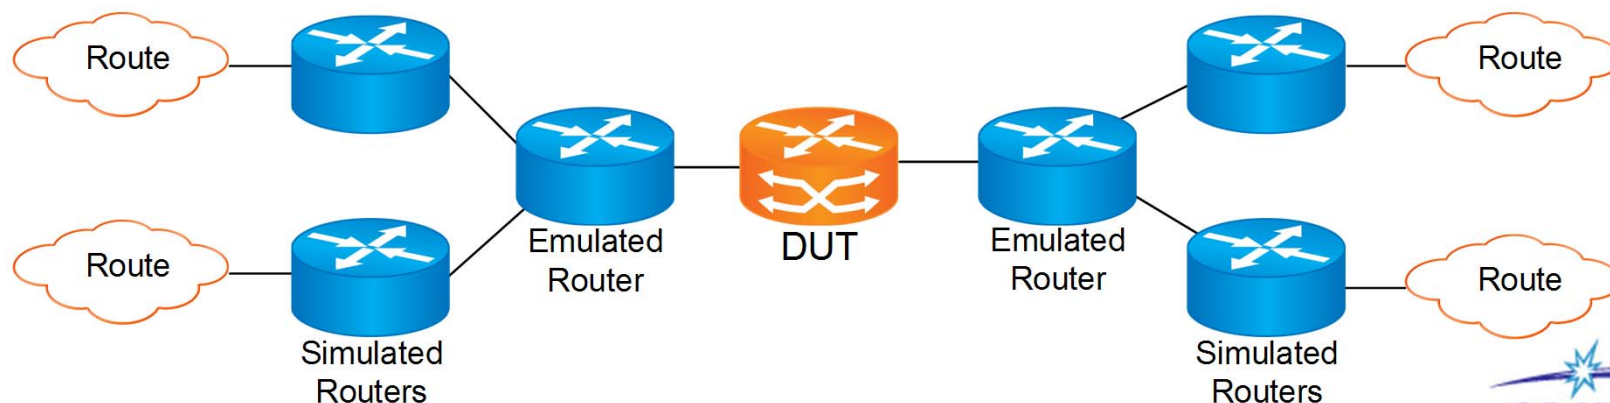 Route
Route
Emulated
Router
DUT
Emulated
Router
Route
Route
Simulated
Routers
Simulated
Routers